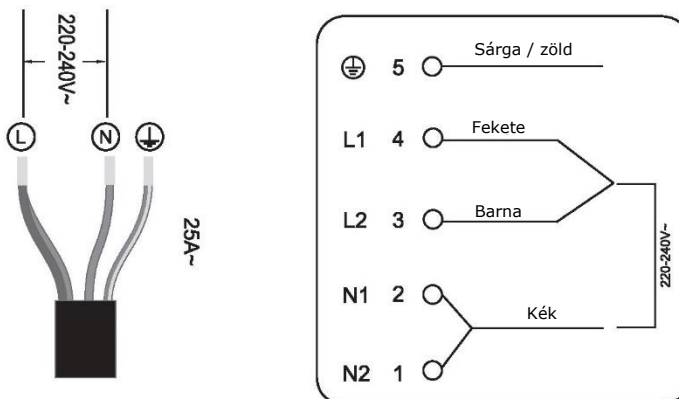 220-240V~
L N
25A~
5 Sárga / zöld
L1 4 Fekete
L2 3 Barna
220-240V~
N1 2
Kék
N2 1